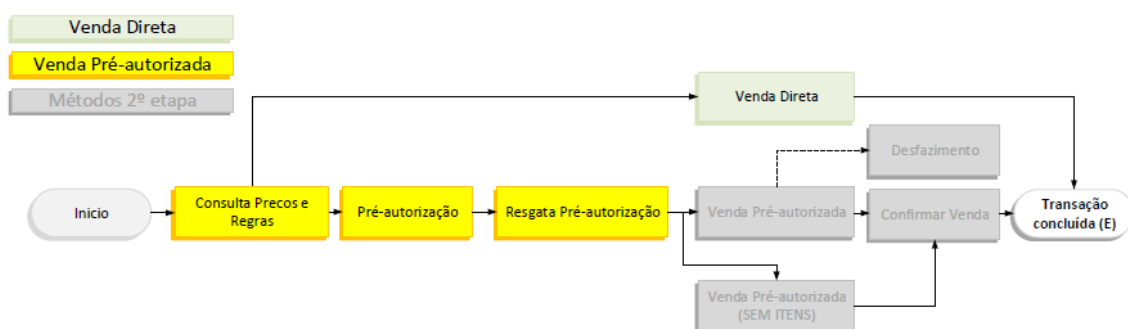 Venda Direta
Venda Pré-autorizada
Métodos 2º etapa
Venda Direta
Desfazimento
Inicio
Consulta Precos e
Regras
Pré-autorização
Resgata Pré-autorização
Venda Pré-autorizada
Confirmar Venda
Transação
concluída (E)
Venda Pré-autorizada
(SEM ITENS)